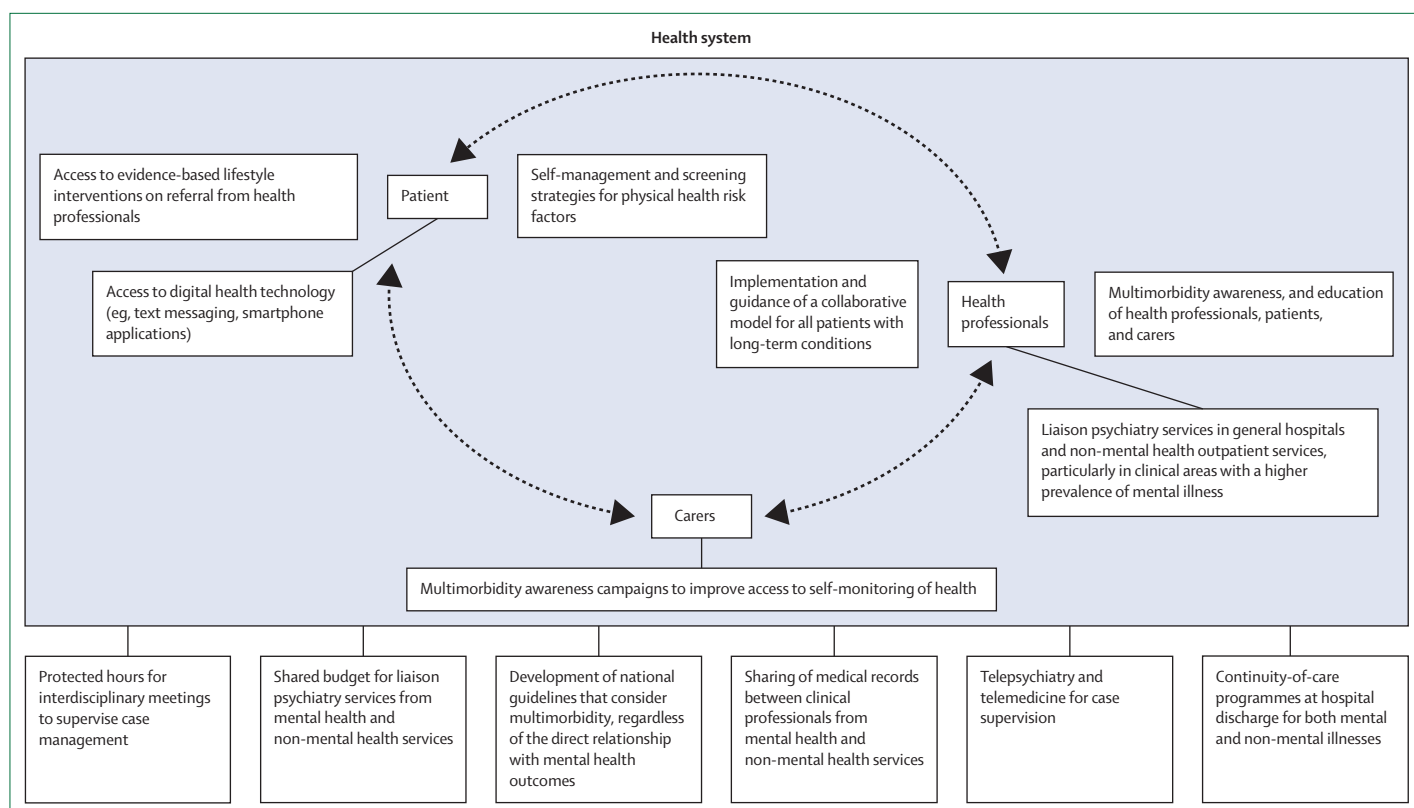 Health system
Access to evidence-based lifestyle
interventions on referral from health
professionals
Patient
Self-management and screening
strategies for physical health risk
factors
Access to digital health technology
(eg, text messaging, smartphone
applications)
Implementation and
guidance of a collaborative
model for all patients with
long-term conditions
Health
professionals
Multimorbidity awareness, and education
of health professionals, patients,
and carers
Liaison psychiatry services in general hospitals
and non-mental health outpatient services,
particularly in clinical areas with a higher
prevalence of mental illness
Carers
Multimorbidity awareness campaigns to improve access to self-monitoring of health
Protected hours for
interdisciplinary meetings
to supervise case
management
Shared budget for liaison
psychiatry services from
mental health and
non-mental health services
Development of national
guidelines that consider
multimorbidity, regardless
of the direct relationship
with mental health
outcomes
Sharing of medical records
between clinical
professionals from
mental health and
non-mental health services
Telepsychiatry and
telemedicine for case
supervision
Continuity-of-care
programmes at hospital
discharge for both mental
and non-mental illnesses